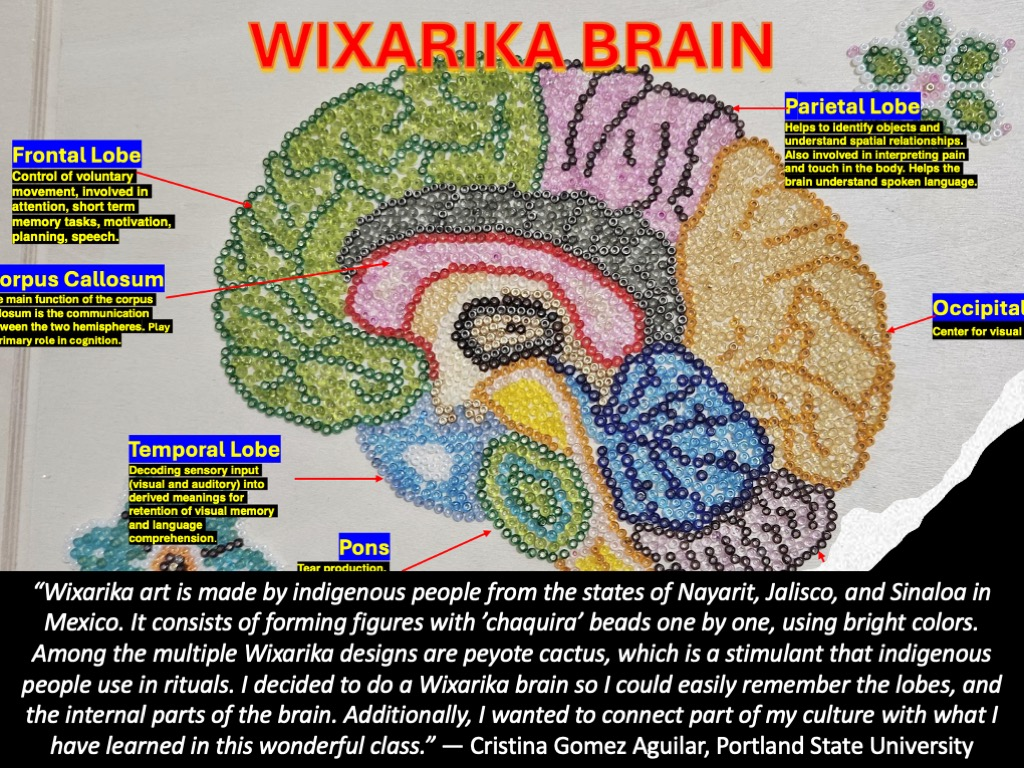 WIXARIKA BRAIN
Parietal Lobe
Helps to identify objects and
understand spatial relationships.
Also involved in interpreting pain
and touch in the body. Helps the
brain understand spoken language.
Frontal Lobe
Control of voluntary
movement, involved in
attention, short term
memory tasks, motivation,
planning, speech.
orpus Callosum
e main function of the corpus
losum is the communication
ween the two hemispheres. Play
rimary role in cognition.
Occipital
Center for visual
Temporal Lobe
Decoding sensory input
(visual and auditory) into
derived meanings for
retention of visual memory
and language
comprehension.
Pons
Tear production,
“Wixarika art is made by indigenous people from the states of Nayarit, Jalisco, and Sinaloa in
Mexico. It consists of forming figures with ’chaquira’ beads one by one, using bright colors.
Among the multiple Wixarika designs are peyote cactus, which is a stimulant that indigenous
people use in rituals. I decided to do a Wixarika brain so I could easily remember the lobes, and
the internal parts of the brain. Additionally, I wanted to connect part of my culture with what I
have learned in this wonderful class.” — Cristina Gomez Aguilar, Portland State University